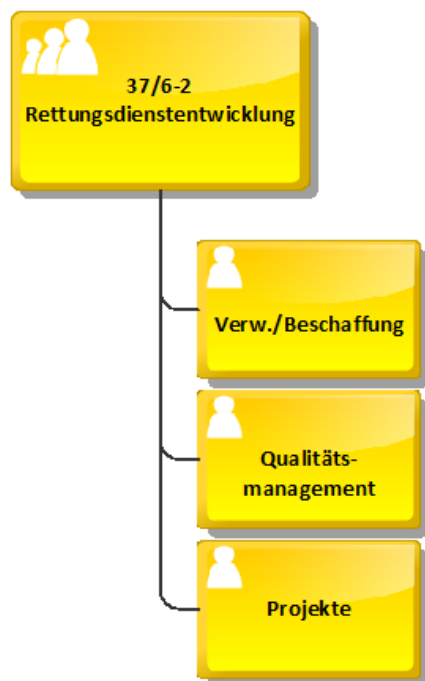 37/6-2
Rettungsdienstentwicklung
Verw./Beschaffung
Qualitäts-
management
Projekte